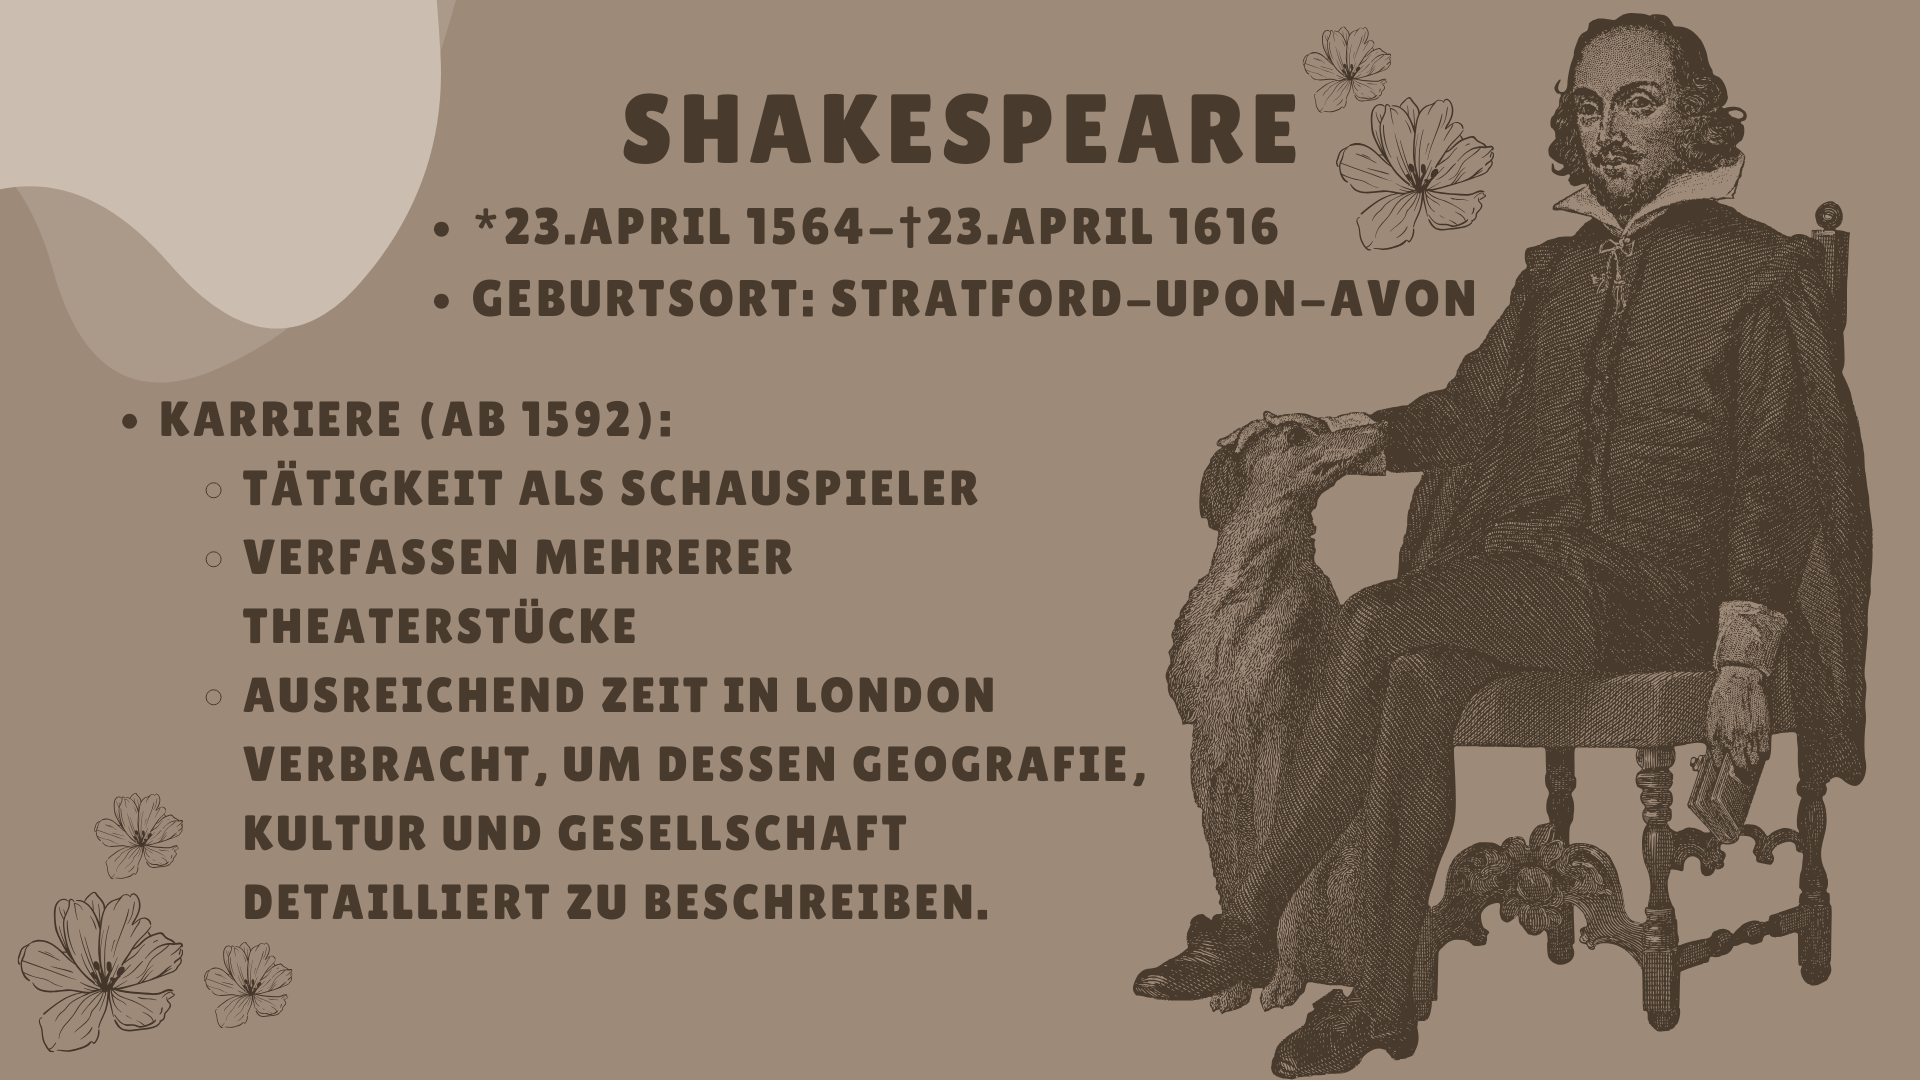 SHAKESPEARE
• *23.APRIL 1564–†23.APRIL 1616
• GEBURTSORT: STRATFORD–UPON–AVON
• KARRIERE (AB 1592):
○ TÄTIGKEIT ALS SCHAUSPIELER
○ VERFASSEN MEHRERER
THEATERSTÜCKE
○ AUSREICHEND ZEIT IN LONDON
VERBRACHT, UM DESSEN GEOGRAFIE,
KULTUR UND GESELLSCHAFT
DETAILLIERT ZU BESCHREIBEN.